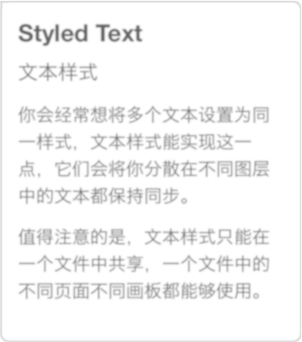 Styled Text
文本样式
你会经常想将多个文本设置为同
一样式，文本样式能实现这一
点，它们会将你分散在不同图层
中的文本都保持同步。
值得注意的是，文本样式只能在
一个文件中共享，一个文件中的
不同页面不同画板都能够使用。